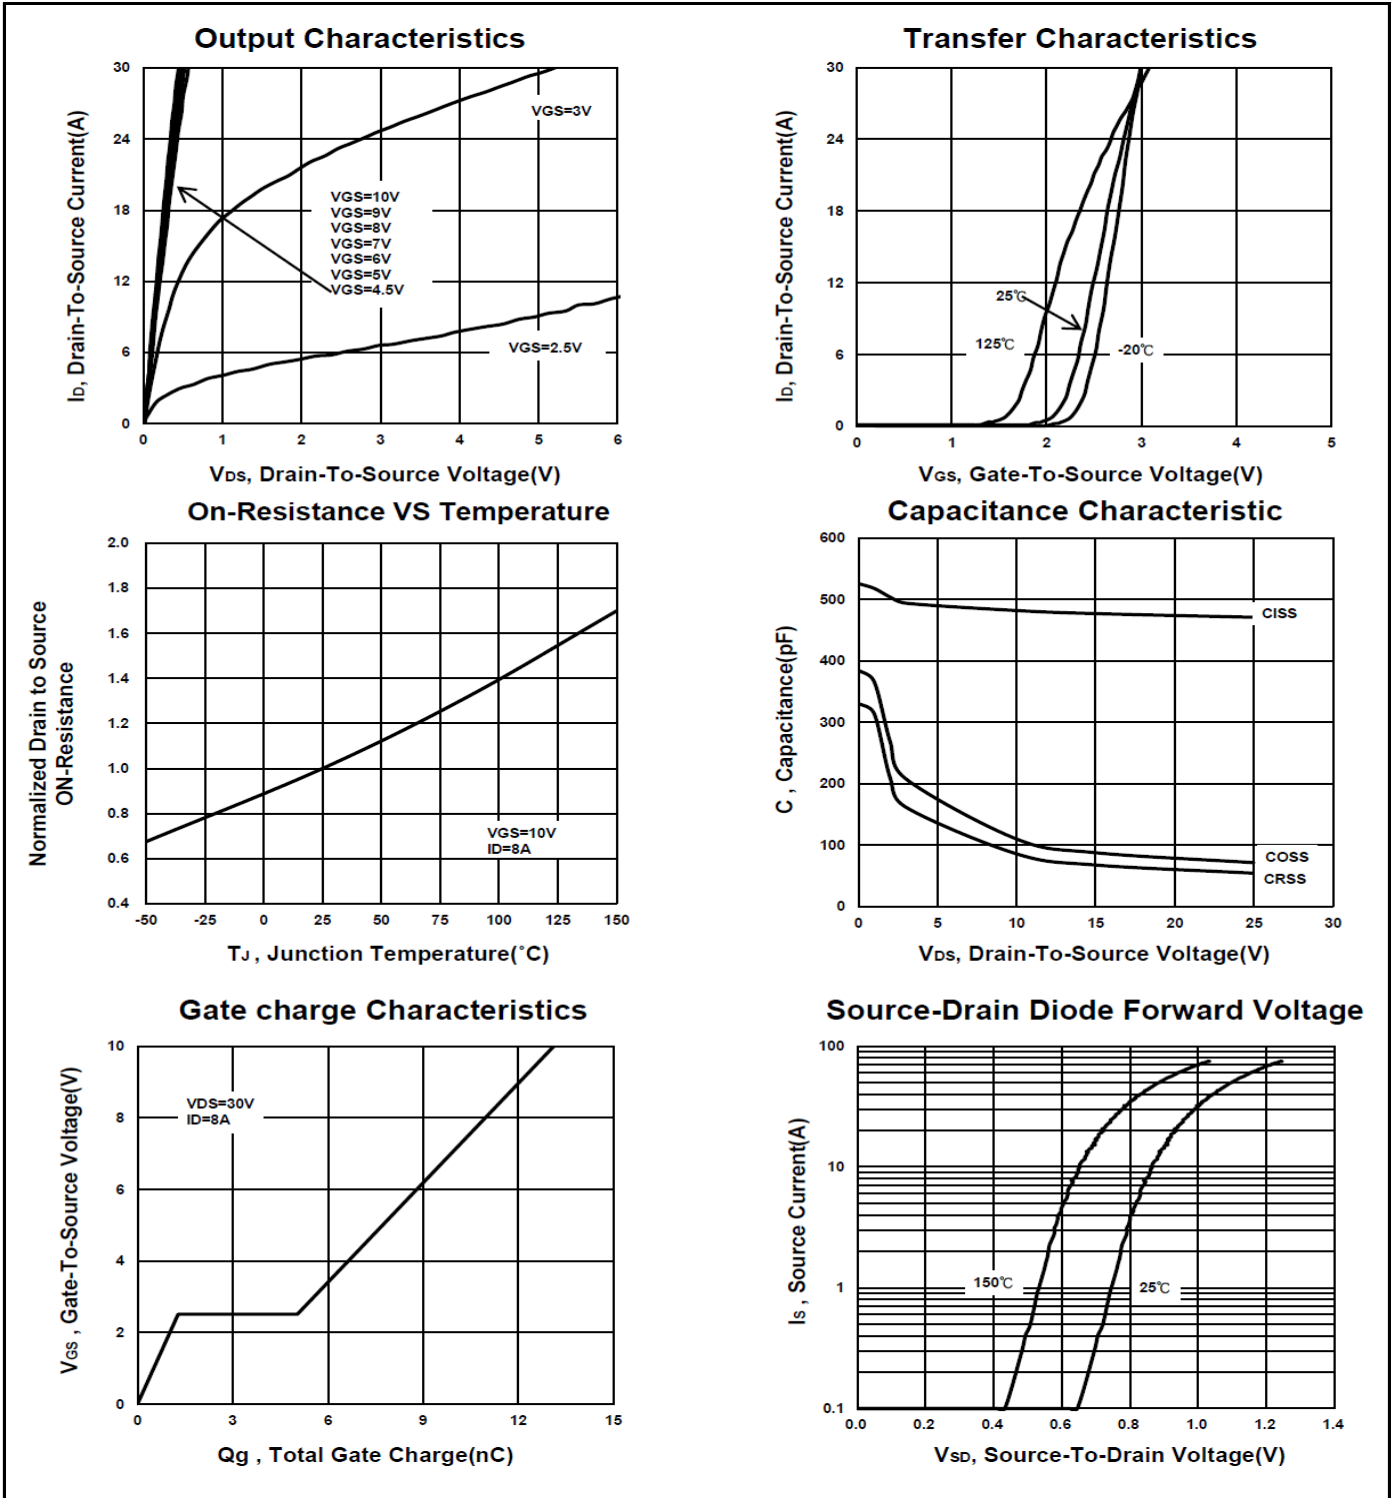 Output Characteristics
30
24
18
12
6
0
0 1 2 3 4 5 6
ID, Drain-To-Source Current(A)
VGS=3V
VGS=10V
VGS=9V
VGS=8V
VGS=7V
VGS=6V
VGS=5V
VGS=4.5V
VGS=2.5V
VDS, Drain-To-Source Voltage(V)
Transfer Characteristics
30
24
18
12
6
0
0 1 2 3 4 5
ID, Drain-To-Source Current(A)
25℃
125℃
-20℃
VGS, Gate-To-Source Voltage(V)
On-Resistance VS Temperature
2.0
1.8
1.6
1.4
1.2
1.0
0.8
0.6
0.4
-50 -25 0 25 50 75 100 125 150
Normalized Drain to Source
ON-Resistance
VGS=10V
ID=8A
TJ , Junction Temperature(˚C)
Capacitance Characteristic
600
500
400
300
200
100
0
0 5 10 15 20 25 30
C , Capacitance(pF)
CISS
COSS
CRSS
VDS, Drain-To-Source Voltage(V)
Gate charge Characteristics
10
8
6
4
2
0
0 3 6 9 12 15
VGS , Gate-To-Source Voltage(V)
VDS=30V
ID=8A
Qg , Total Gate Charge(nC)
Source-Drain Diode Forward Voltage
100
10
1
0.1
0.0 0.2 0.4 0.6 0.8 1.0 1.2 1.4
IS , Source Current(A)
150℃
25℃
VSD, Source-To-Drain Voltage(V)